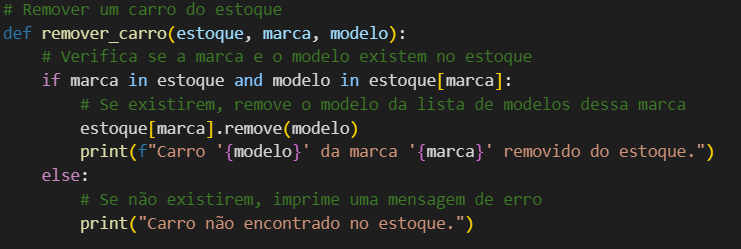 # Remover um carro do estoque
def remover_carro(estoque, marca, modelo):
    # Verifica se a marca e o modelo existem no estoque
    if marca in estoque and modelo in estoque[marca]:
        # Se existirem, remove o modelo da lista de modelos dessa marca
        estoque[marca].remove(modelo)
        print(f"Carro '{modelo}' da marca '{marca}' removido do estoque.")
    else:
        # Se não existirem, imprime uma mensagem de erro
        print("Carro não encontrado no estoque.")